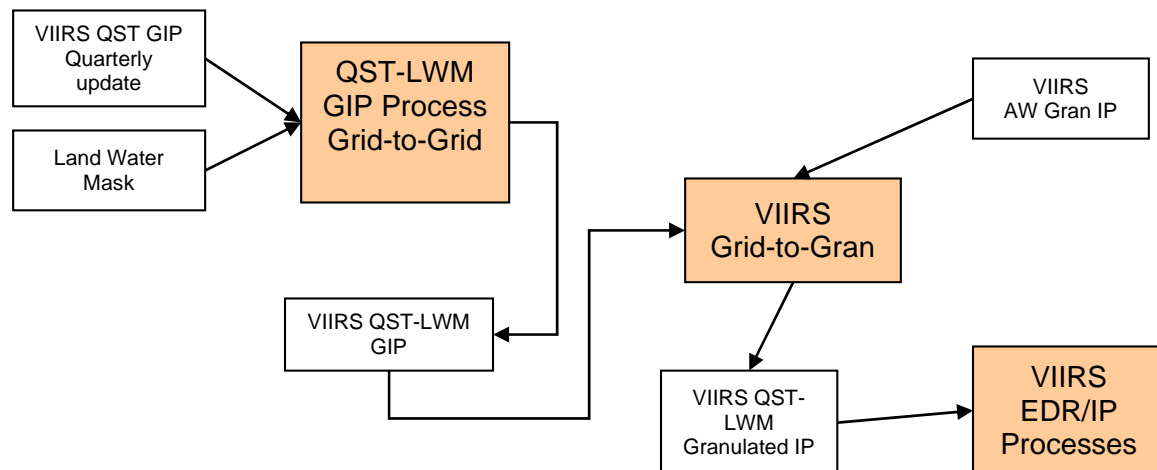 VIIRS QST GIP
Quarterly
update
QST-LWM
GIP Process
Grid-to-Grid
Land Water
Mask
VIIRS
AW Gran IP
VIIRS
Grid-to-Gran
VIIRS QST-LWM
GIP
VIIRS QST-
LWM
Granulated IP
VIIRS
EDR/IP
Processes